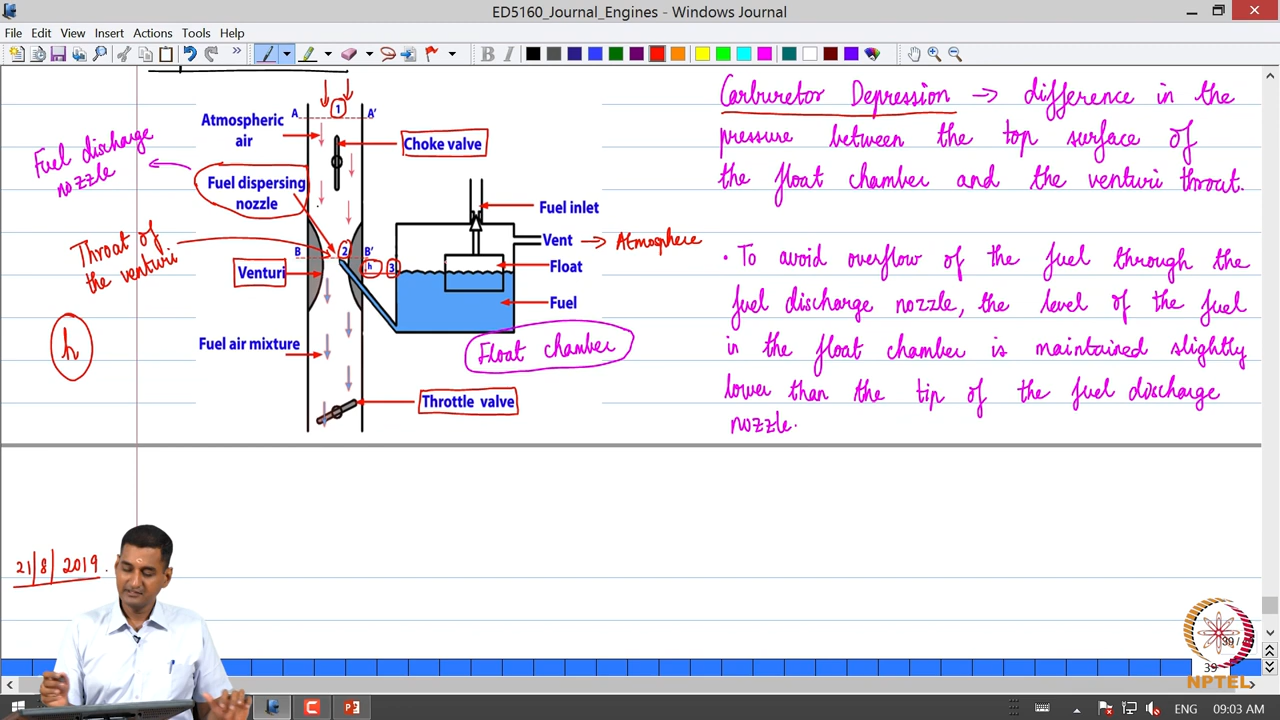 ED5160_Journal_Engines - Windows Journal
File Edit View Insert Actions Tools Help
A 1 A'
Atmospheric
air
Choke valve
Fuel discharge
nozzle
Fuel dispersing
nozzle
Fuel inlet
Vent → Atmosphere
Throat of
the venturi
B 2 B'
h 3
Float
Venturi
Fuel
h
Fuel air mixture
Float chamber
Throttle valve
Carburetor Depression → difference in the
pressure between the top surface of
the float chamber and the venturi throat.
• To avoid overflow of the fuel through the
fuel discharge nozzle, the level of the fuel
in the float chamber is maintained slightly
lower than the tip of the fuel discharge
nozzle.
21/8/2019
39
NPTEL
ENG 09:03 AM